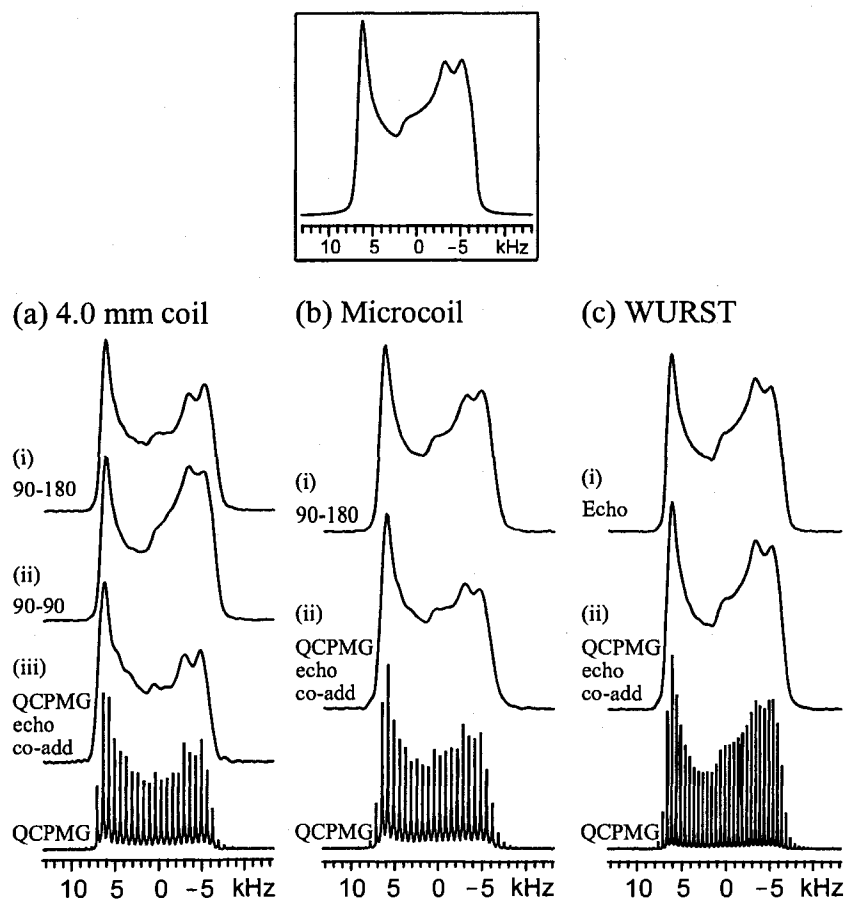 10 5 0 -5 kHz
(a) 4.0 mm coil
(i)
90-180
(ii)
90-90
(iii)
QCPMG
echo
co-add
QCPMG
10 5 0 -5 kHz
(b) Microcoil
(i)
90-180
(ii)
QCPMG
echo
co-add
QCPMG
10 5 0 -5 kHz
(c) WURST
(i)
Echo
(ii)
QCPMG
echo
co-add
QCPMG
10 5 0 -5 kHz